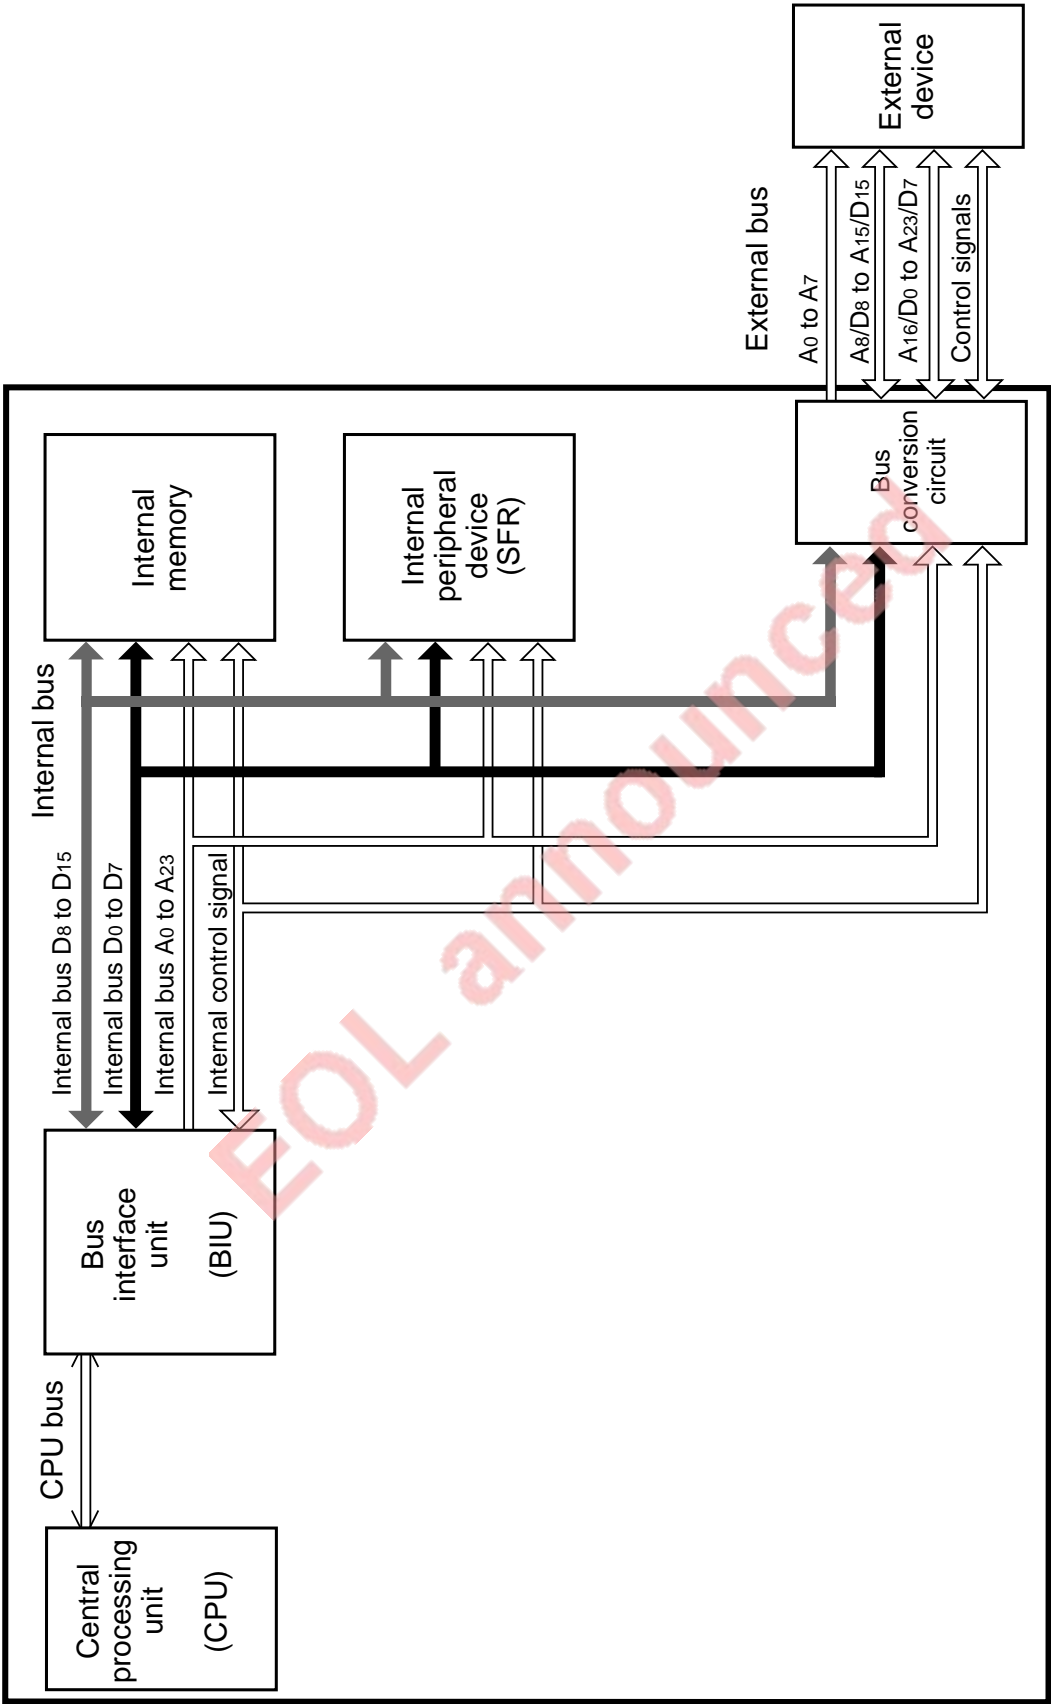 Central
processing
unit
(CPU)
CPU bus
Bus
interface
unit
(BIU)
Internal bus
Internal bus D8 to D15
Internal bus D0 to D7
Internal bus A0 to A23
Internal control signal
Internal
memory
Internal
peripheral
device
(SFR)
Bus
conversion
circuit
External bus
A0 to A7
A8/D8 to A15/D15
A16/D0 to A23/D7
Control signals
External
device
EOL announced